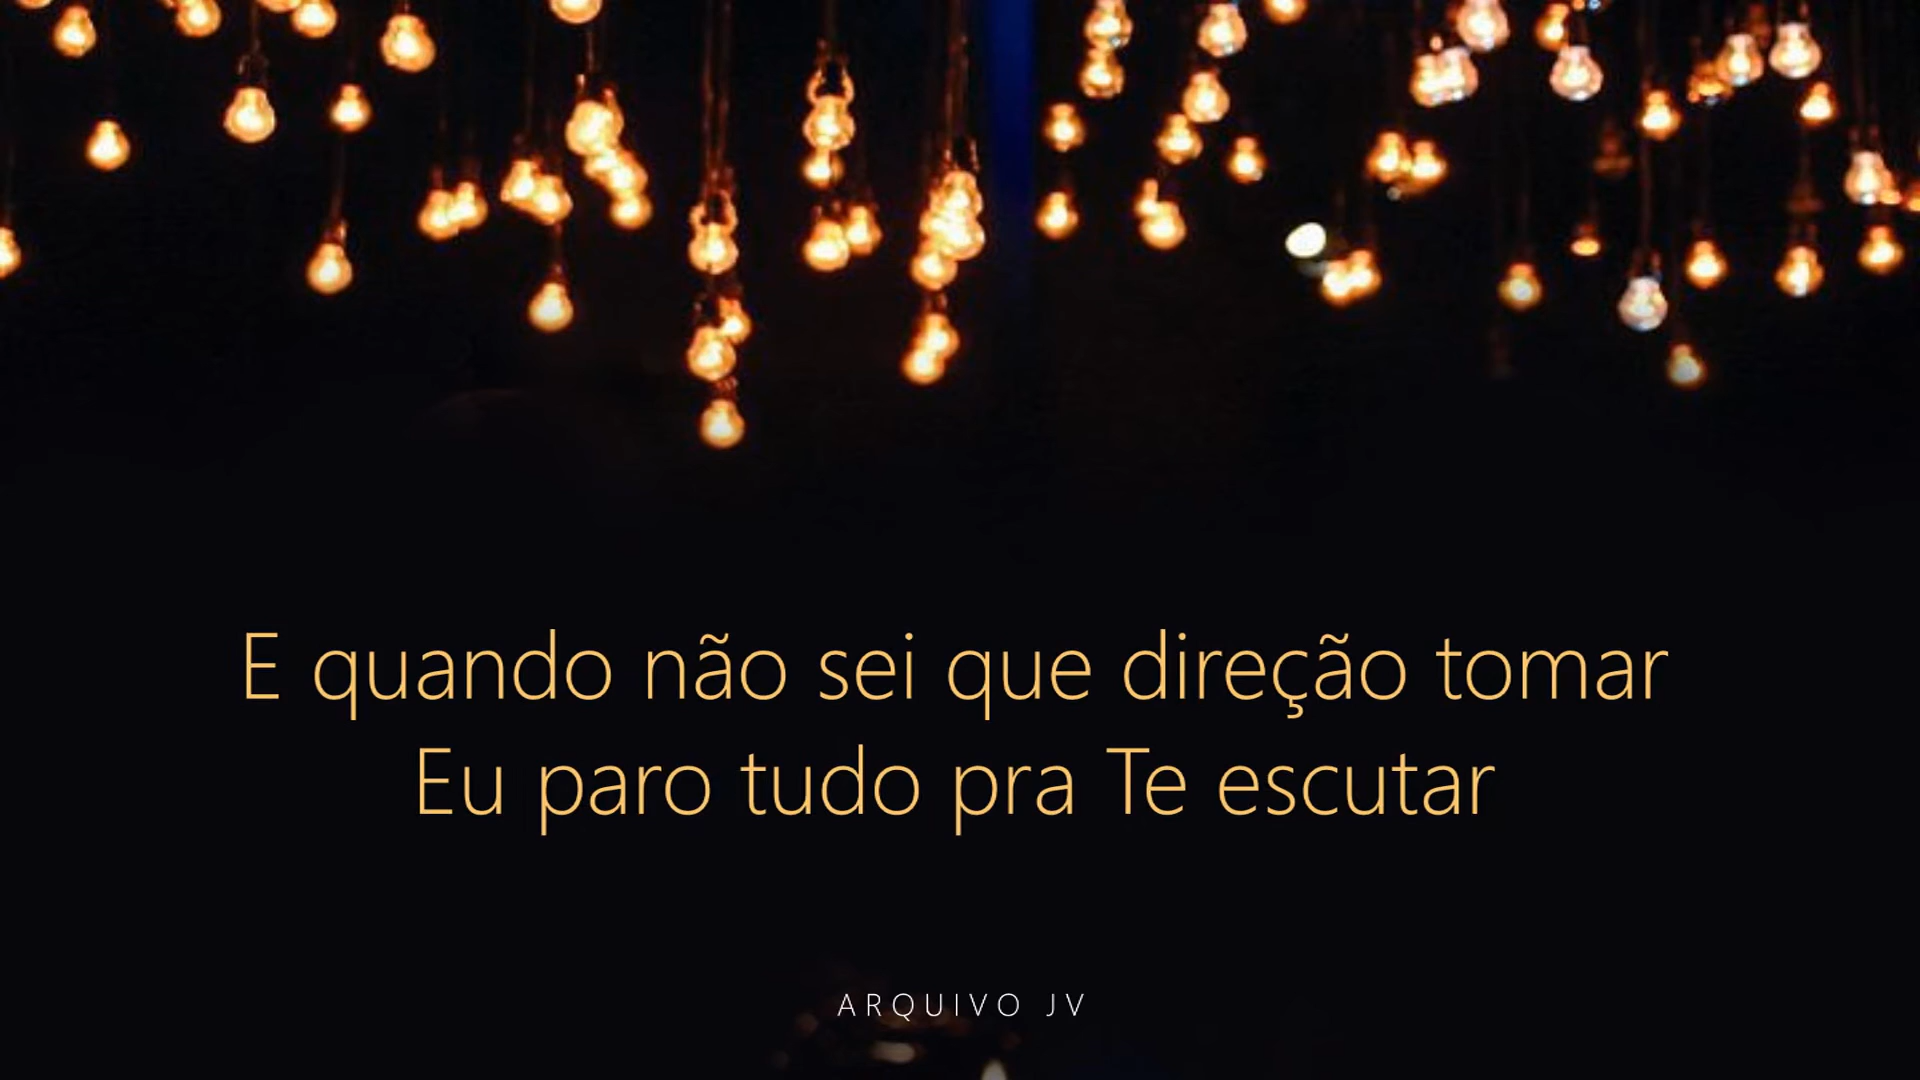 E quando não sei que direção tomar
Eu paro tudo pra Te escutar
ARQUIVO JV